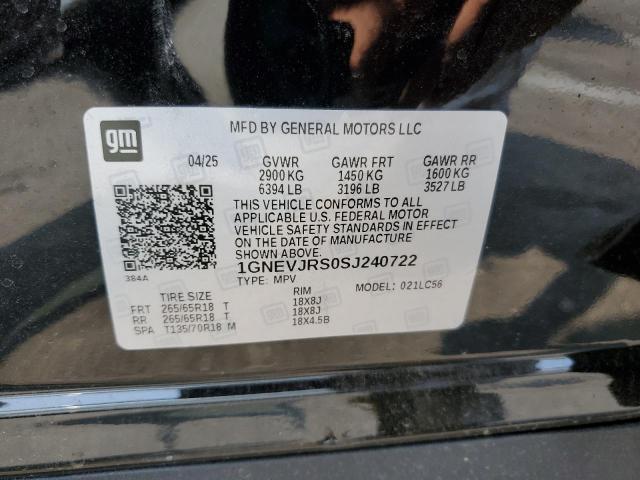 gm
MFD BY GENERAL MOTORS LLC
04/25 GVWR GAWR FRT GAWR RR
2900 KG 1450 KG 1600 KG
6394 LB 3196 LB 3527 LB
THIS VEHICLE CONFORMS TO ALL
APPLICABLE U.S. FEDERAL MOTOR
VEHICLE SAFETY STANDARDS IN EFFECT
ON THE DATE OF MANUFACTURE
SHOWN ABOVE.
1GNEVJRS0SJ240722
384A
TYPE: MPV MODEL: 021LC56
TIRE SIZE RIM
FRT 265/65R18 T 18X8J
RR 265/65R18 T 18X8J
SPA T135/70R18 M 18X4.5B